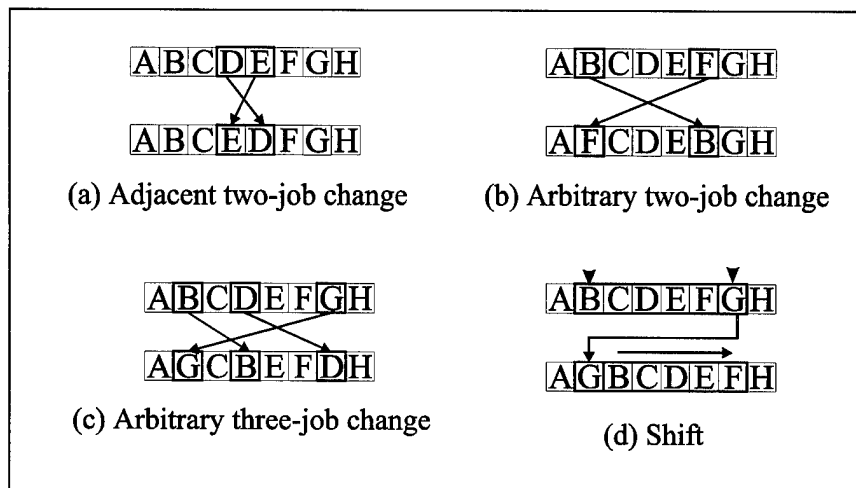 ABCDEFGH
ABCEDFGH
(a) Adjacent two-job change
ABCDEFGH
AFCDEBGH
(b) Arbitrary two-job change
ABCDEFGH
AGCBEFDH
(c) Arbitrary three-job change
ABCDEFGH
AGBCDEFH
(d) Shift